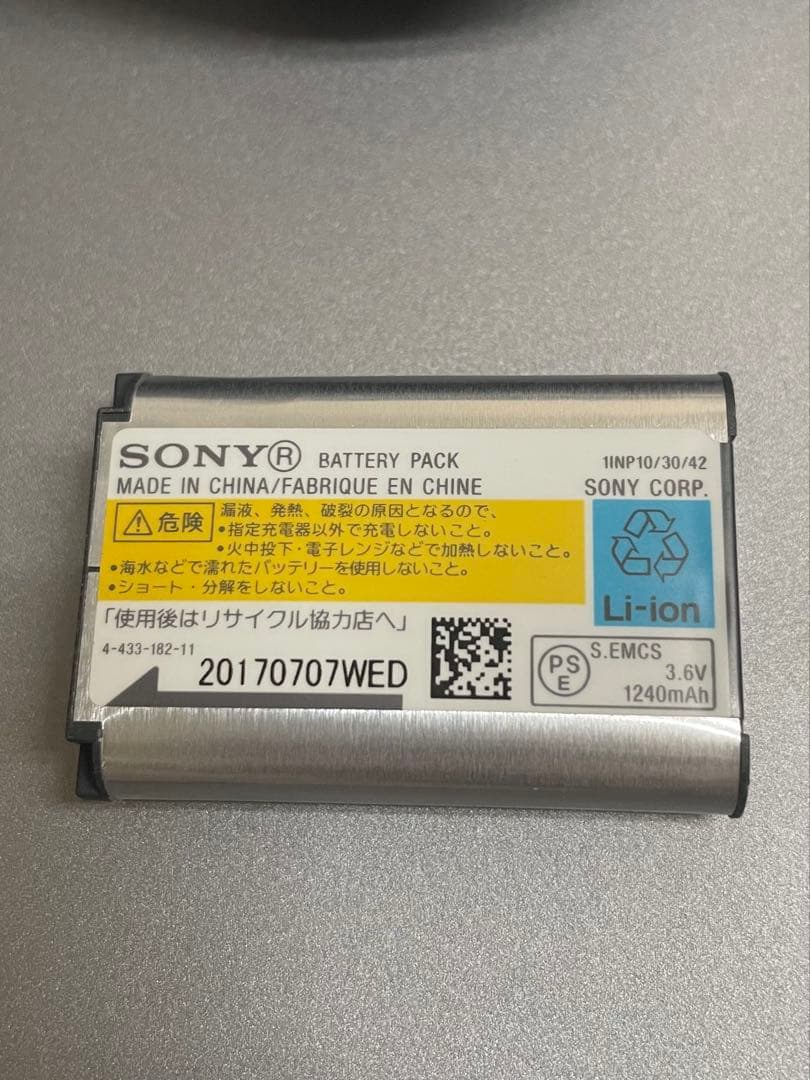 SONY® BATTERY PACK
1INP10/30/42
MADE IN CHINA/FABRIQUE EN CHINE
SONY CORP.
⚠危険 漏液、発熱、破裂の原因となるので、
•指定充電器以外で充電しないこと。
•火中投下・電子レンジなどで加熱しないこと。
•海水などで濡れたバッテリーを使用しないこと。
•ショート・分解をしないこと。
Li-ion
「使用後はリサイクル協力店へ」
4-433-182-11
20170707WED
PS
E
S.EMCS
3.6V
1240mAh